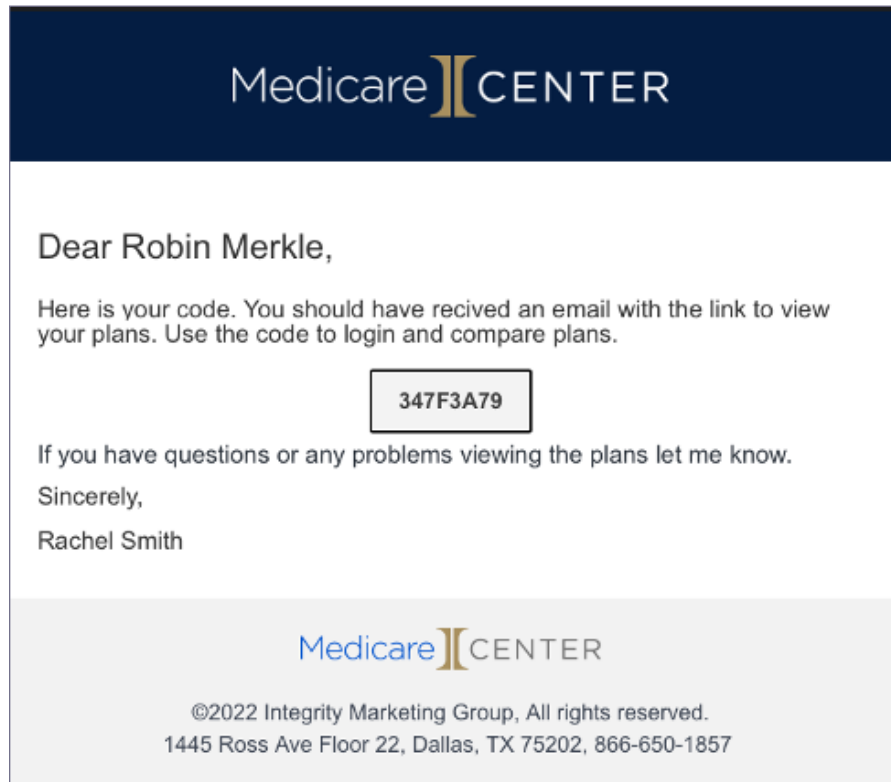 Medicare CENTER
Dear Robin Merkle,
Here is your code. You should have recived an email with the link to view
your plans. Use the code to login and compare plans.
347F3A79
If you have questions or any problems viewing the plans let me know.
Sincerely,
Rachel Smith
Medicare CENTER
©2022 Integrity Marketing Group, All rights reserved.
1445 Ross Ave Floor 22, Dallas, TX 75202, 866-650-1857